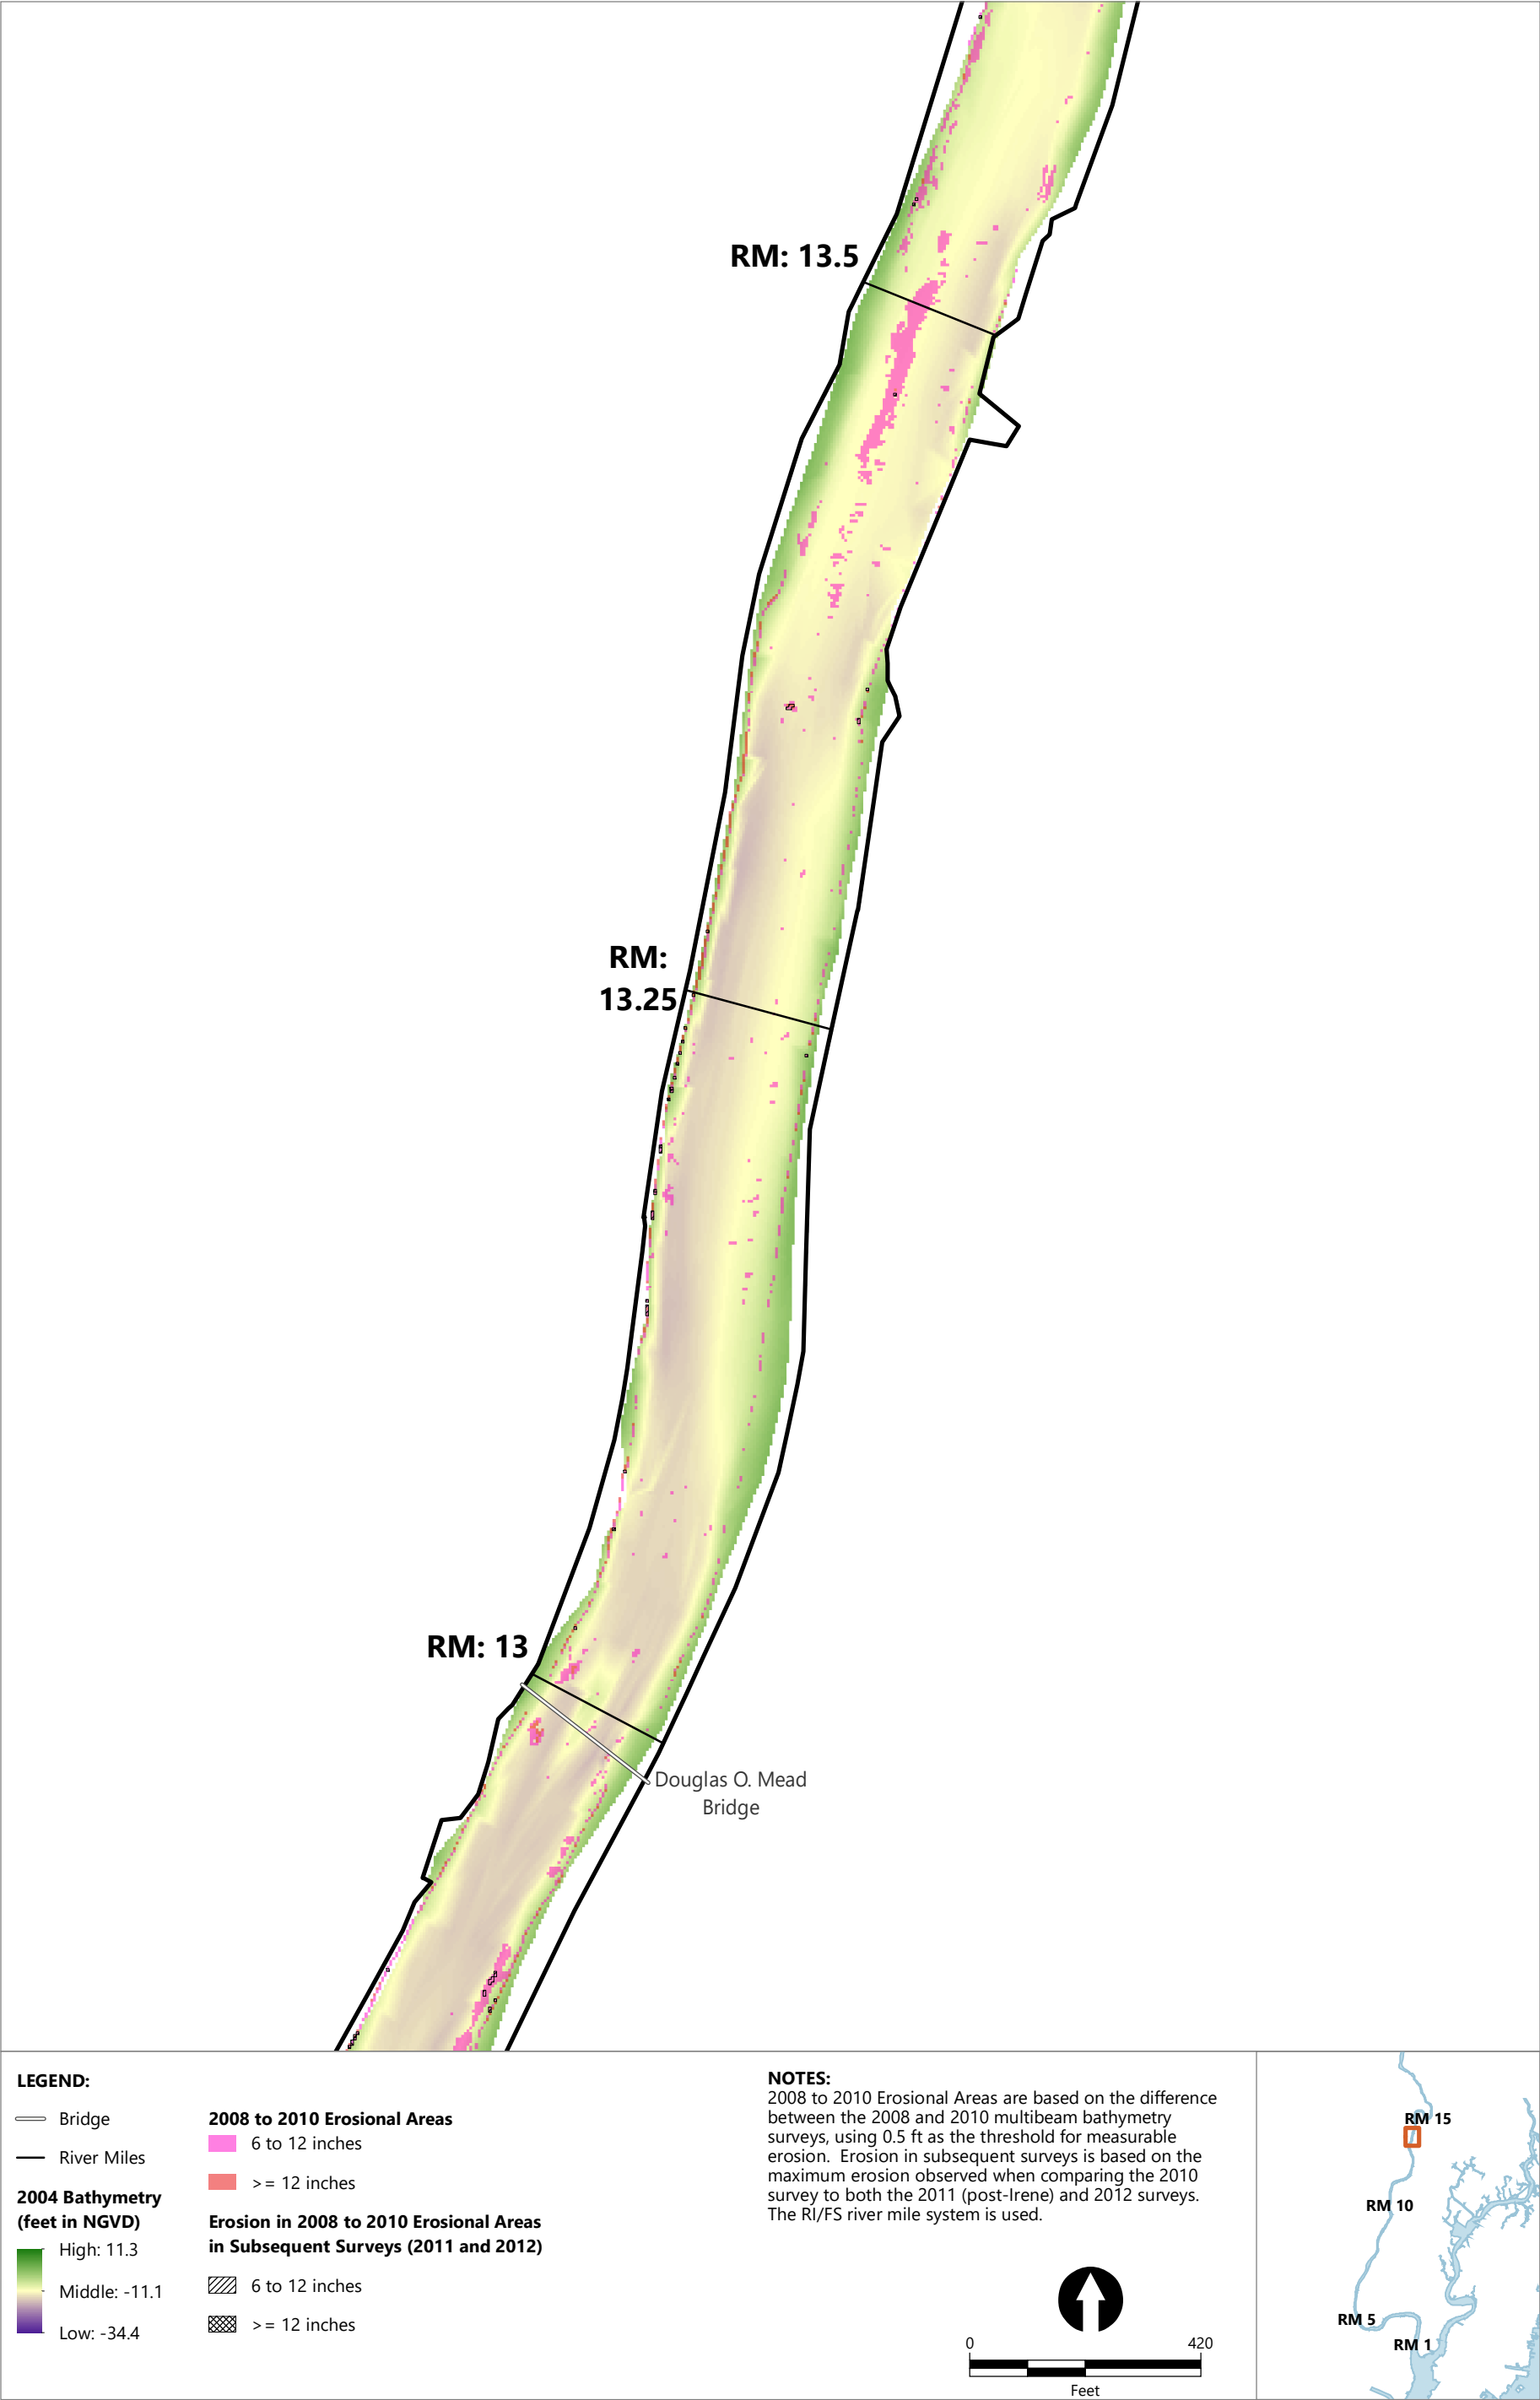 RM: 13.5
RM:
13.25
RM: 13
Douglas O. Mead
Bridge
LEGEND:
Bridge
River Miles
2004 Bathymetry
(feet in NGVD)
High: 11.3
Middle: -11.1
Low: -34.4
2008 to 2010 Erosional Areas
6 to 12 inches
>= 12 inches
Erosion in 2008 to 2010 Erosional Areas
in Subsequent Surveys (2011 and 2012)
6 to 12 inches
>= 12 inches
NOTES:
2008 to 2010 Erosional Areas are based on the difference
between the 2008 and 2010 multibeam bathymetry
surveys, using 0.5 ft as the threshold for measurable
erosion. Erosion in subsequent surveys is based on the
maximum erosion observed when comparing the 2010
survey to both the 2011 (post-Irene) and 2012 surveys.
The RI/FS river mile system is used.
0 420
Feet
RM 15
RM 10
RM 5
RM 1